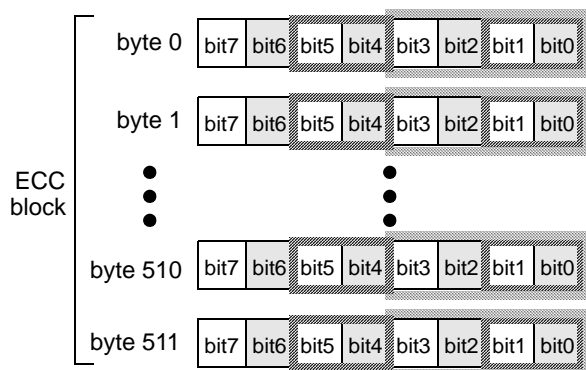 byte 0 bit7 bit6 bit5 bit4 bit3 bit2 bit1 bit0
byte 1 bit7 bit6 bit5 bit4 bit3 bit2 bit1 bit0
ECC
block
byte 510 bit7 bit6 bit5 bit4 bit3 bit2 bit1 bit0
byte 511 bit7 bit6 bit5 bit4 bit3 bit2 bit1 bit0